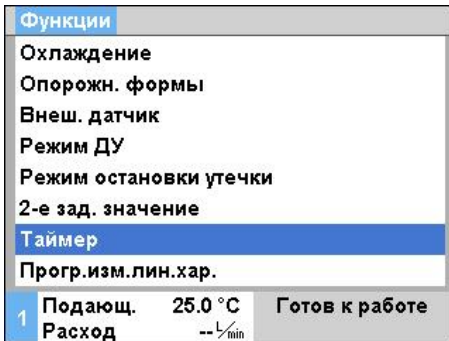 Функции
Охлаждение
Опорожн. формы
Внеш. датчик
Режим ДУ
Режим остановки утечки
2-е зад. значение
Таймер
Прогр.изм.лин.хар.
1 Подающ. 25.0 °C Готов к работе
Расход -- L/min